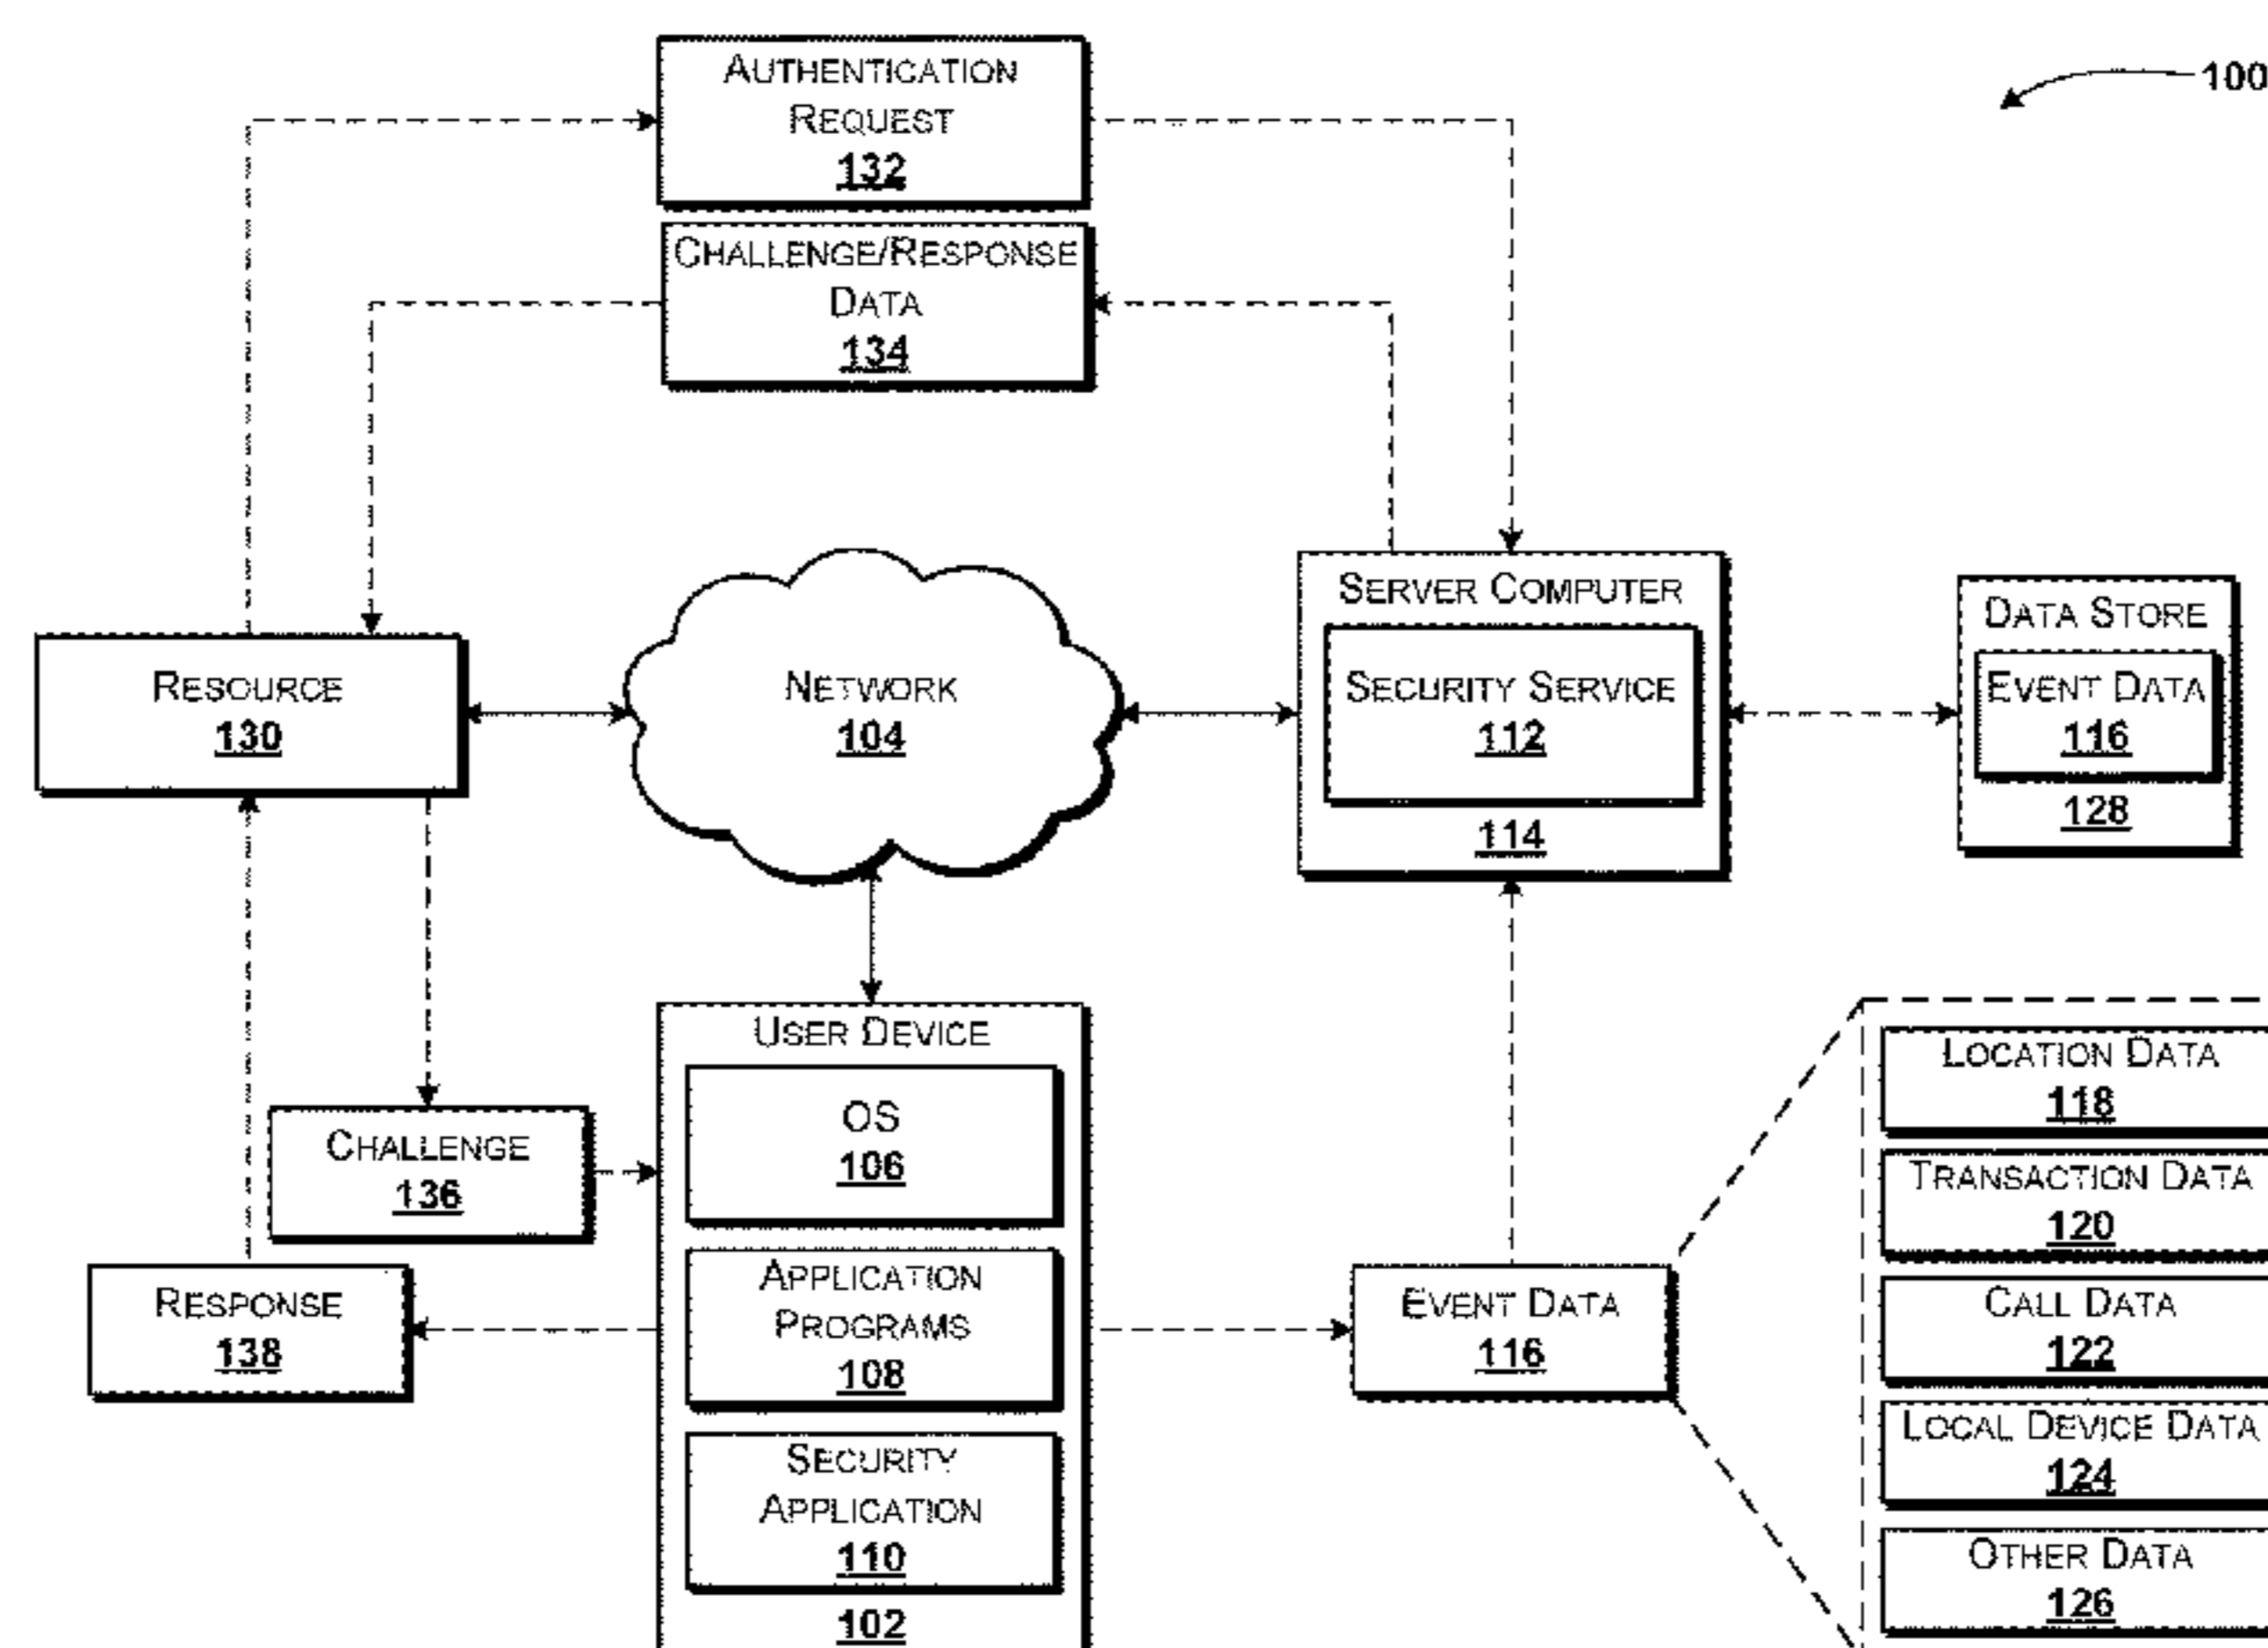 100
AUTHENTICATION
REQUEST
132
CHALLENGE/RESPONSE
DATA
134
RESOURCE
130
NETWORK
104
SERVER COMPUTER
SECURITY SERVICE
112
114
DATA STORE
EVENT DATA
116
128
USER DEVICE
OS
106
APPLICATION
PROGRAMS
108
SECURITY
APPLICATION
110
102
CHALLENGE
136
RESPONSE
138
EVENT DATA
116
LOCATION DATA
118
TRANSACTION DATA
120
CALL DATA
122
LOCAL DEVICE DATA
124
OTHER DATA
126